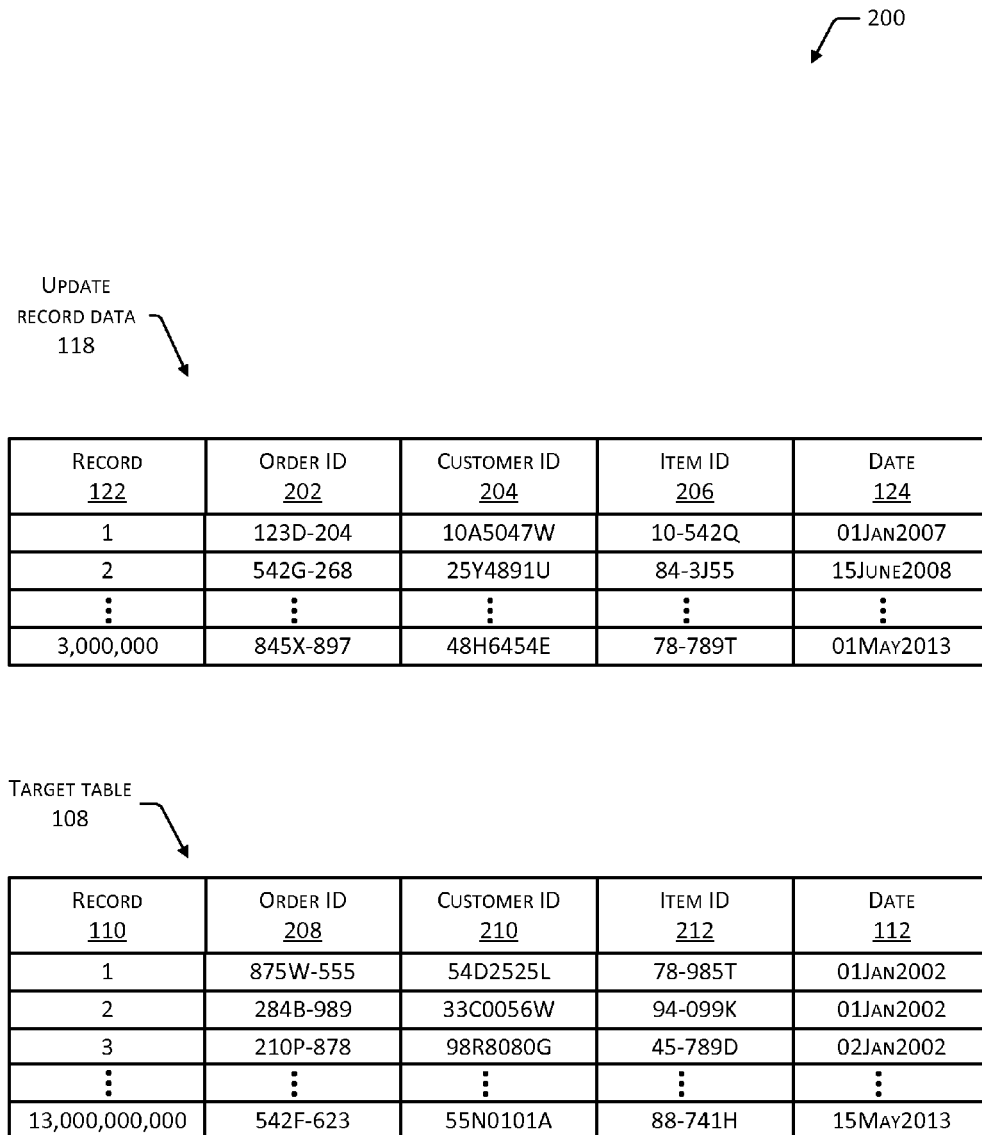 200
UPDATE
RECORD DATA
118
RECORD ORDER ID CUSTOMER ID ITEM ID DATE
122 202 204 206 124
1 123D-204 10A5047W 10-542Q 01JAN2007
2 542G-268 25Y4891U 84-3J55 15JUNE2008
3,000,000 845X-897 48H6454E 78-789T 01MAY2013
TARGET TABLE
108
RECORD ORDER ID CUSTOMER ID ITEM ID DATE
110 208 210 212 112
1 875W-555 54D2525L 78-985T 01JAN2002
2 284B-989 33C0056W 94-099K 01JAN2002
3 210P-878 98R8080G 45-789D 02JAN2002
13,000,000,000 542F-623 55N0101A 88-741H 15MAY2013